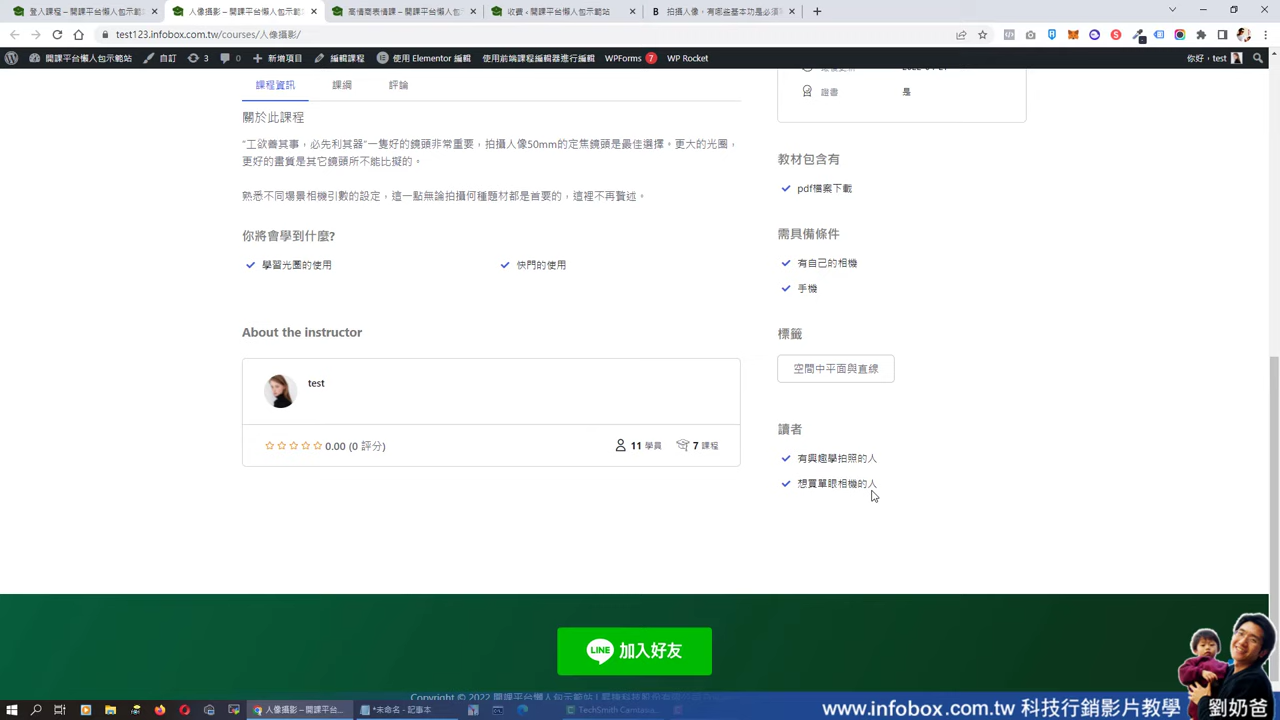 登入課程 – 開課平台懶人包示範
人像攝影 – 開課平台懶人包示範
高情商表情課 – 開課平台懶人包
收費 ‹ 開課平台懶人包示範站
拍攝人像，有哪些基本功是必須
test123.infobox.com.tw/courses/人像攝影/
開課平台懶人包示範站 自訂 3 0 新增項目 編輯課程 使用 Elementor 編輯 使用前端課程編輯器進行編輯 WPForms 7 WP Rocket 你好，test
課程資訊 課綱 評論
證書 是
關於此課程
“工欲善其事，必先利其器”一隻好的鏡頭非常重要，拍攝人像50mm的定焦鏡頭是最佳選擇。更大的光圈，
更好的畫質是其它鏡頭所不能比擬的。
熟悉不同場景相機引數的設定，這一點無論拍攝何種題材都是首要的，這裡不再贅述。
你將會學到什麼?
學習光圈的使用 快門的使用
About the instructor
test
0.00 (0 評分) 11 學員 7 課程
教材包含有
pdf檔案下載
需具備條件
有自己的相機
手機
標籤
空間中平面與直線
讀者
有興趣學拍照的人
想買單眼相機的人
LINE 加入好友
Copyright © 2022 開課平台懶人包示範站 |
人像攝影 – 開課平台 *未命名 - 記事本 TechSmith Camtasia
www.infobox.com.tw 科技行銷影片教學 劉奶爸